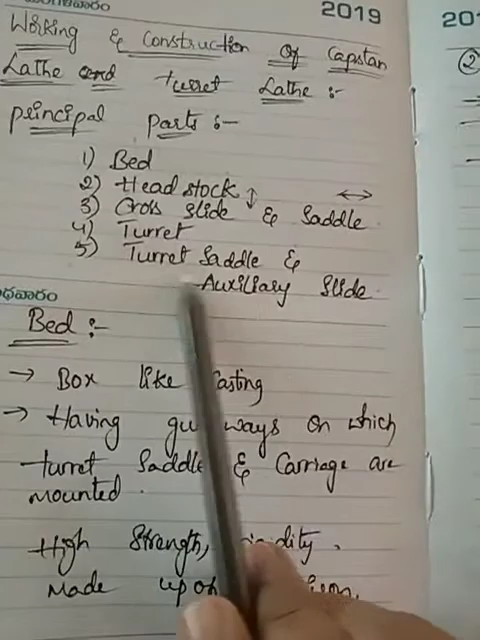 2019
20
Working & Construction Of Capstan
Lathe and turret Lathe :-
principal parts :-
1) Bed
2) Head stock ↕ ↔
3) Cross slide & Saddle
4) Turret
5) Turret Saddle &
Auxiliary Slide
Bed :-
→ Box like casting
→ Having ways on which
turret Saddle & Carriage are
mounted.
High Strength,
Made up of